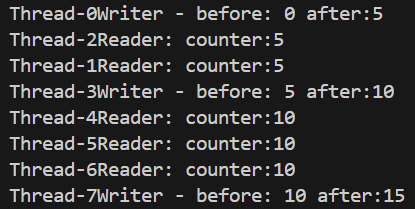 Thread-0Writer - before: 0 after:5
Thread-2Reader: counter:5
Thread-1Reader: counter:5
Thread-3Writer - before: 5 after:10
Thread-4Reader: counter:10
Thread-5Reader: counter:10
Thread-6Reader: counter:10
Thread-7Writer - before: 10 after:15